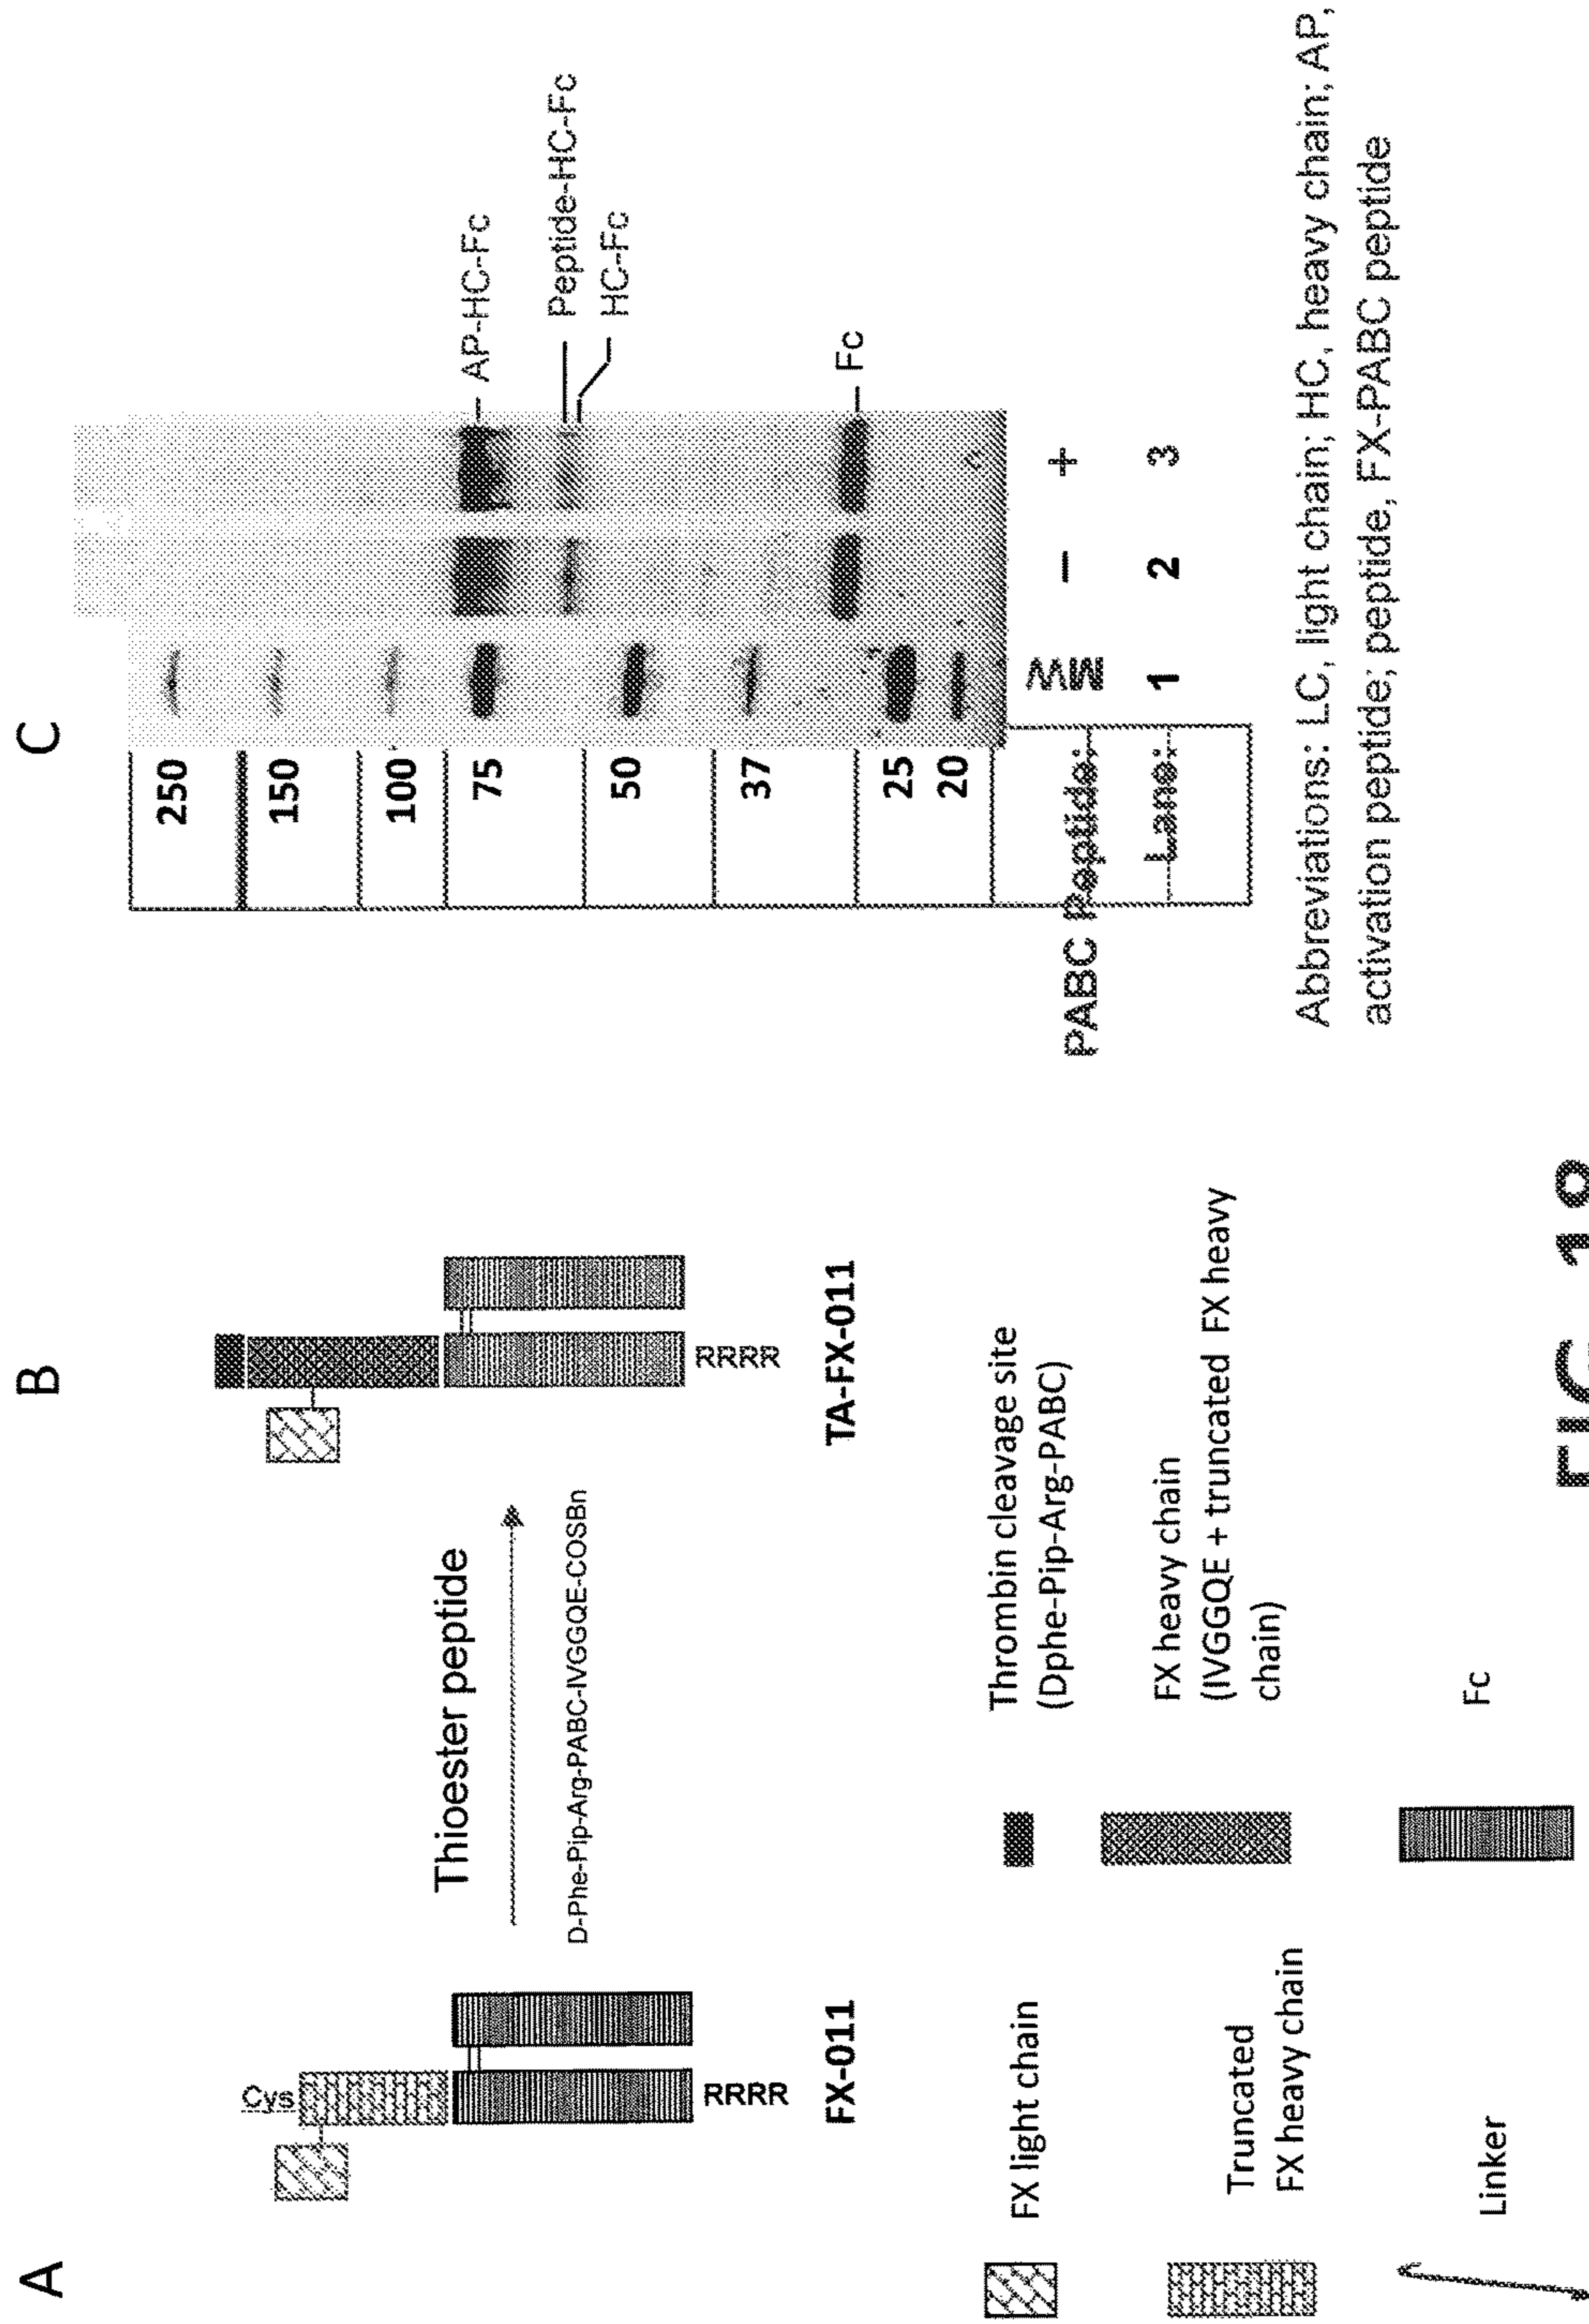 A
Cys
RRRR
FX-011
Thioester peptide
D-Phe-Pip-Arg-PABC-IVGGQE-COSBn
B
RRRR
TA-FX-011
FX light chain
Truncated
FX heavy chain
Linker
Thrombin cleavage site
(Dphe-Pip-Arg-PABC)
FX heavy chain
(IVGGQE + truncated FX heavy
chain)
Fc
C
250
150
100
75
50
37
25
20
AP-HC-Fc
Peptide-HC-Fc
HC-Fc
Fc
PABC Peptide: MW − +
Lane: 1 2 3
Abbreviations: LC, light chain; HC, heavy chain; AP,
activation peptide; peptide, FX-PABC peptide